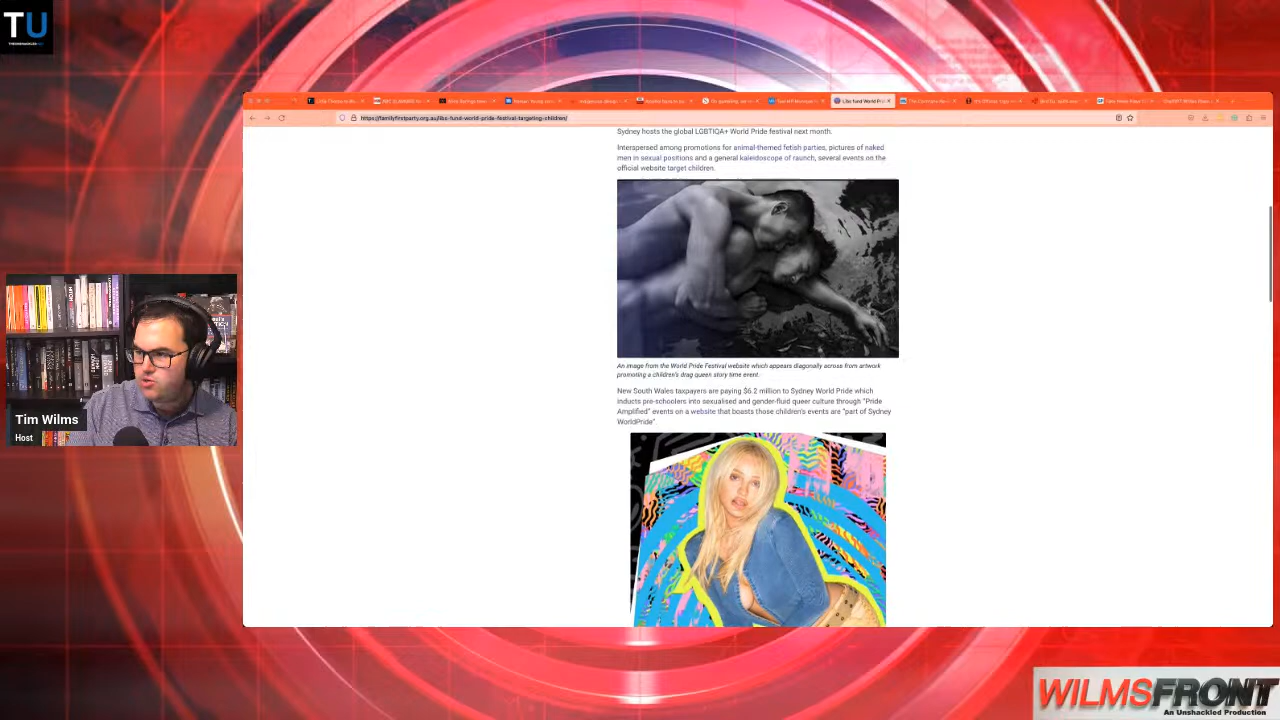 TU
https://familyfirstparty.org.au/libs-fund-world-pride-festival-targeting-children/
Sydney hosts the global LGBTIQA+ World Pride festival next month.
Interspersed among promotions for animal-themed fetish parties, pictures of naked
men in sexual positions and a general kaleidoscope of raunch, several events on the
official website target children.
An image from the World Pride Festival website which appears diagonally across from artwork
promoting a children's drag queen story time event.
New South Wales taxpayers are paying $6.2 million to Sydney World Pride which
inducts pre-schoolers into sexualised and gender-fluid queer culture through "Pride
Amplified" events on a website that boasts those children's events are "part of Sydney
WorldPride"
Tim Wilms
Host
WILMSFRONT
An Unshackled Production